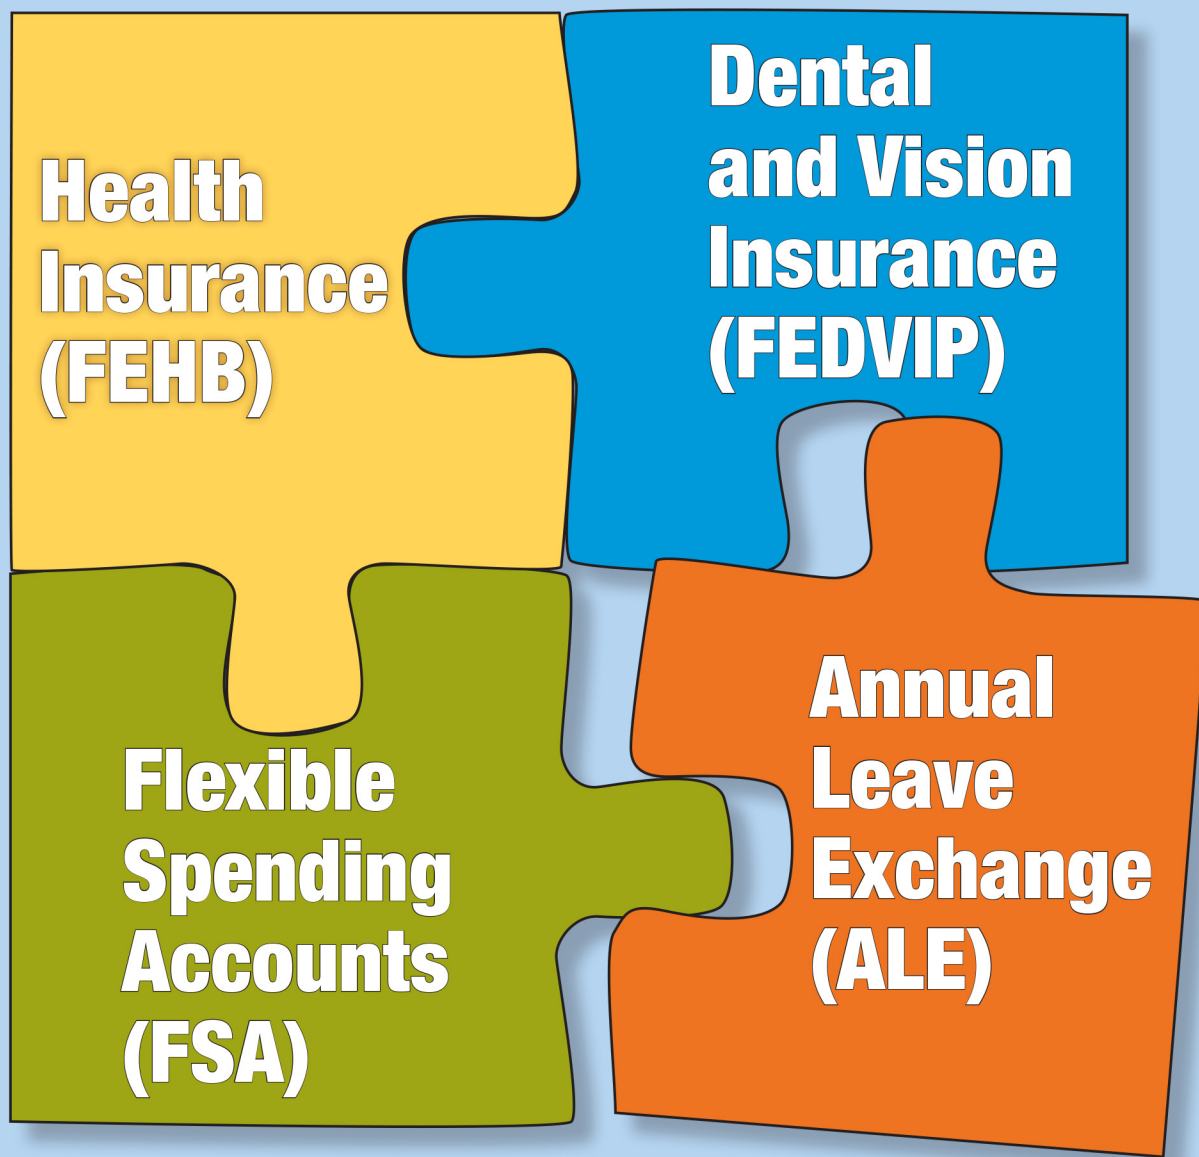 Health
Insurance
(FEHB)
Dental
and Vision
Insurance
(FEDVIP)
Flexible
Spending
Accounts
(FSA)
Annual
Leave
Exchange
(ALE)